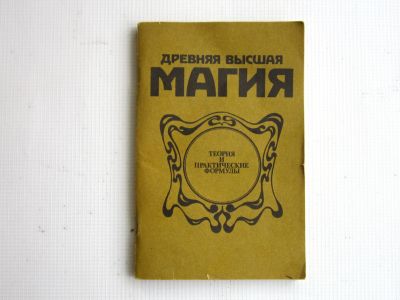 ДРЕВНЯЯ ВЫСШАЯ
МАГИЯ
ТЕОРИЯ
И
ПРАКТИЧЕСКИЕ
ФОРМУЛЫ